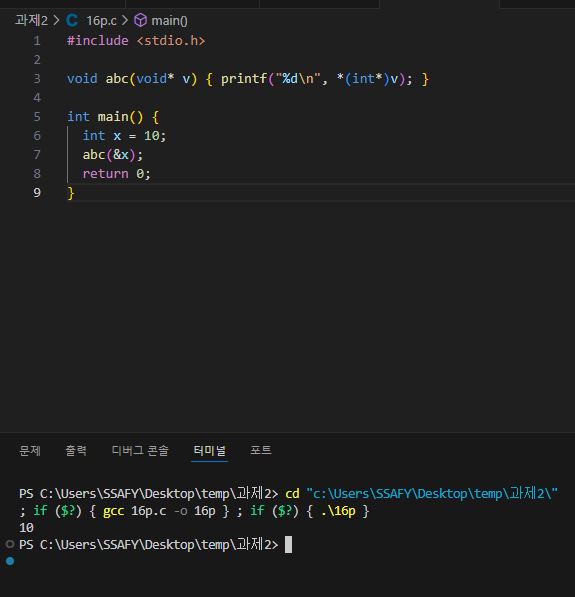 과제2 > C 16p.c > main()
1 #include <stdio.h>
2
3 void abc(void* v) { printf("%d\n", *(int*)v); }
4
5 int main() {
6 int x = 10;
7 abc(&x);
8 return 0;
9 }
문제 출력 디버그 콘솔 터미널 포트
PS C:\Users\SSAFY\Desktop\temp\과제2> cd "c:\Users\SSAFY\Desktop\temp\과제2\"
; if ($?) { gcc 16p.c -o 16p } ; if ($?) { .\16p }
10
PS C:\Users\SSAFY\Desktop\temp\과제2>